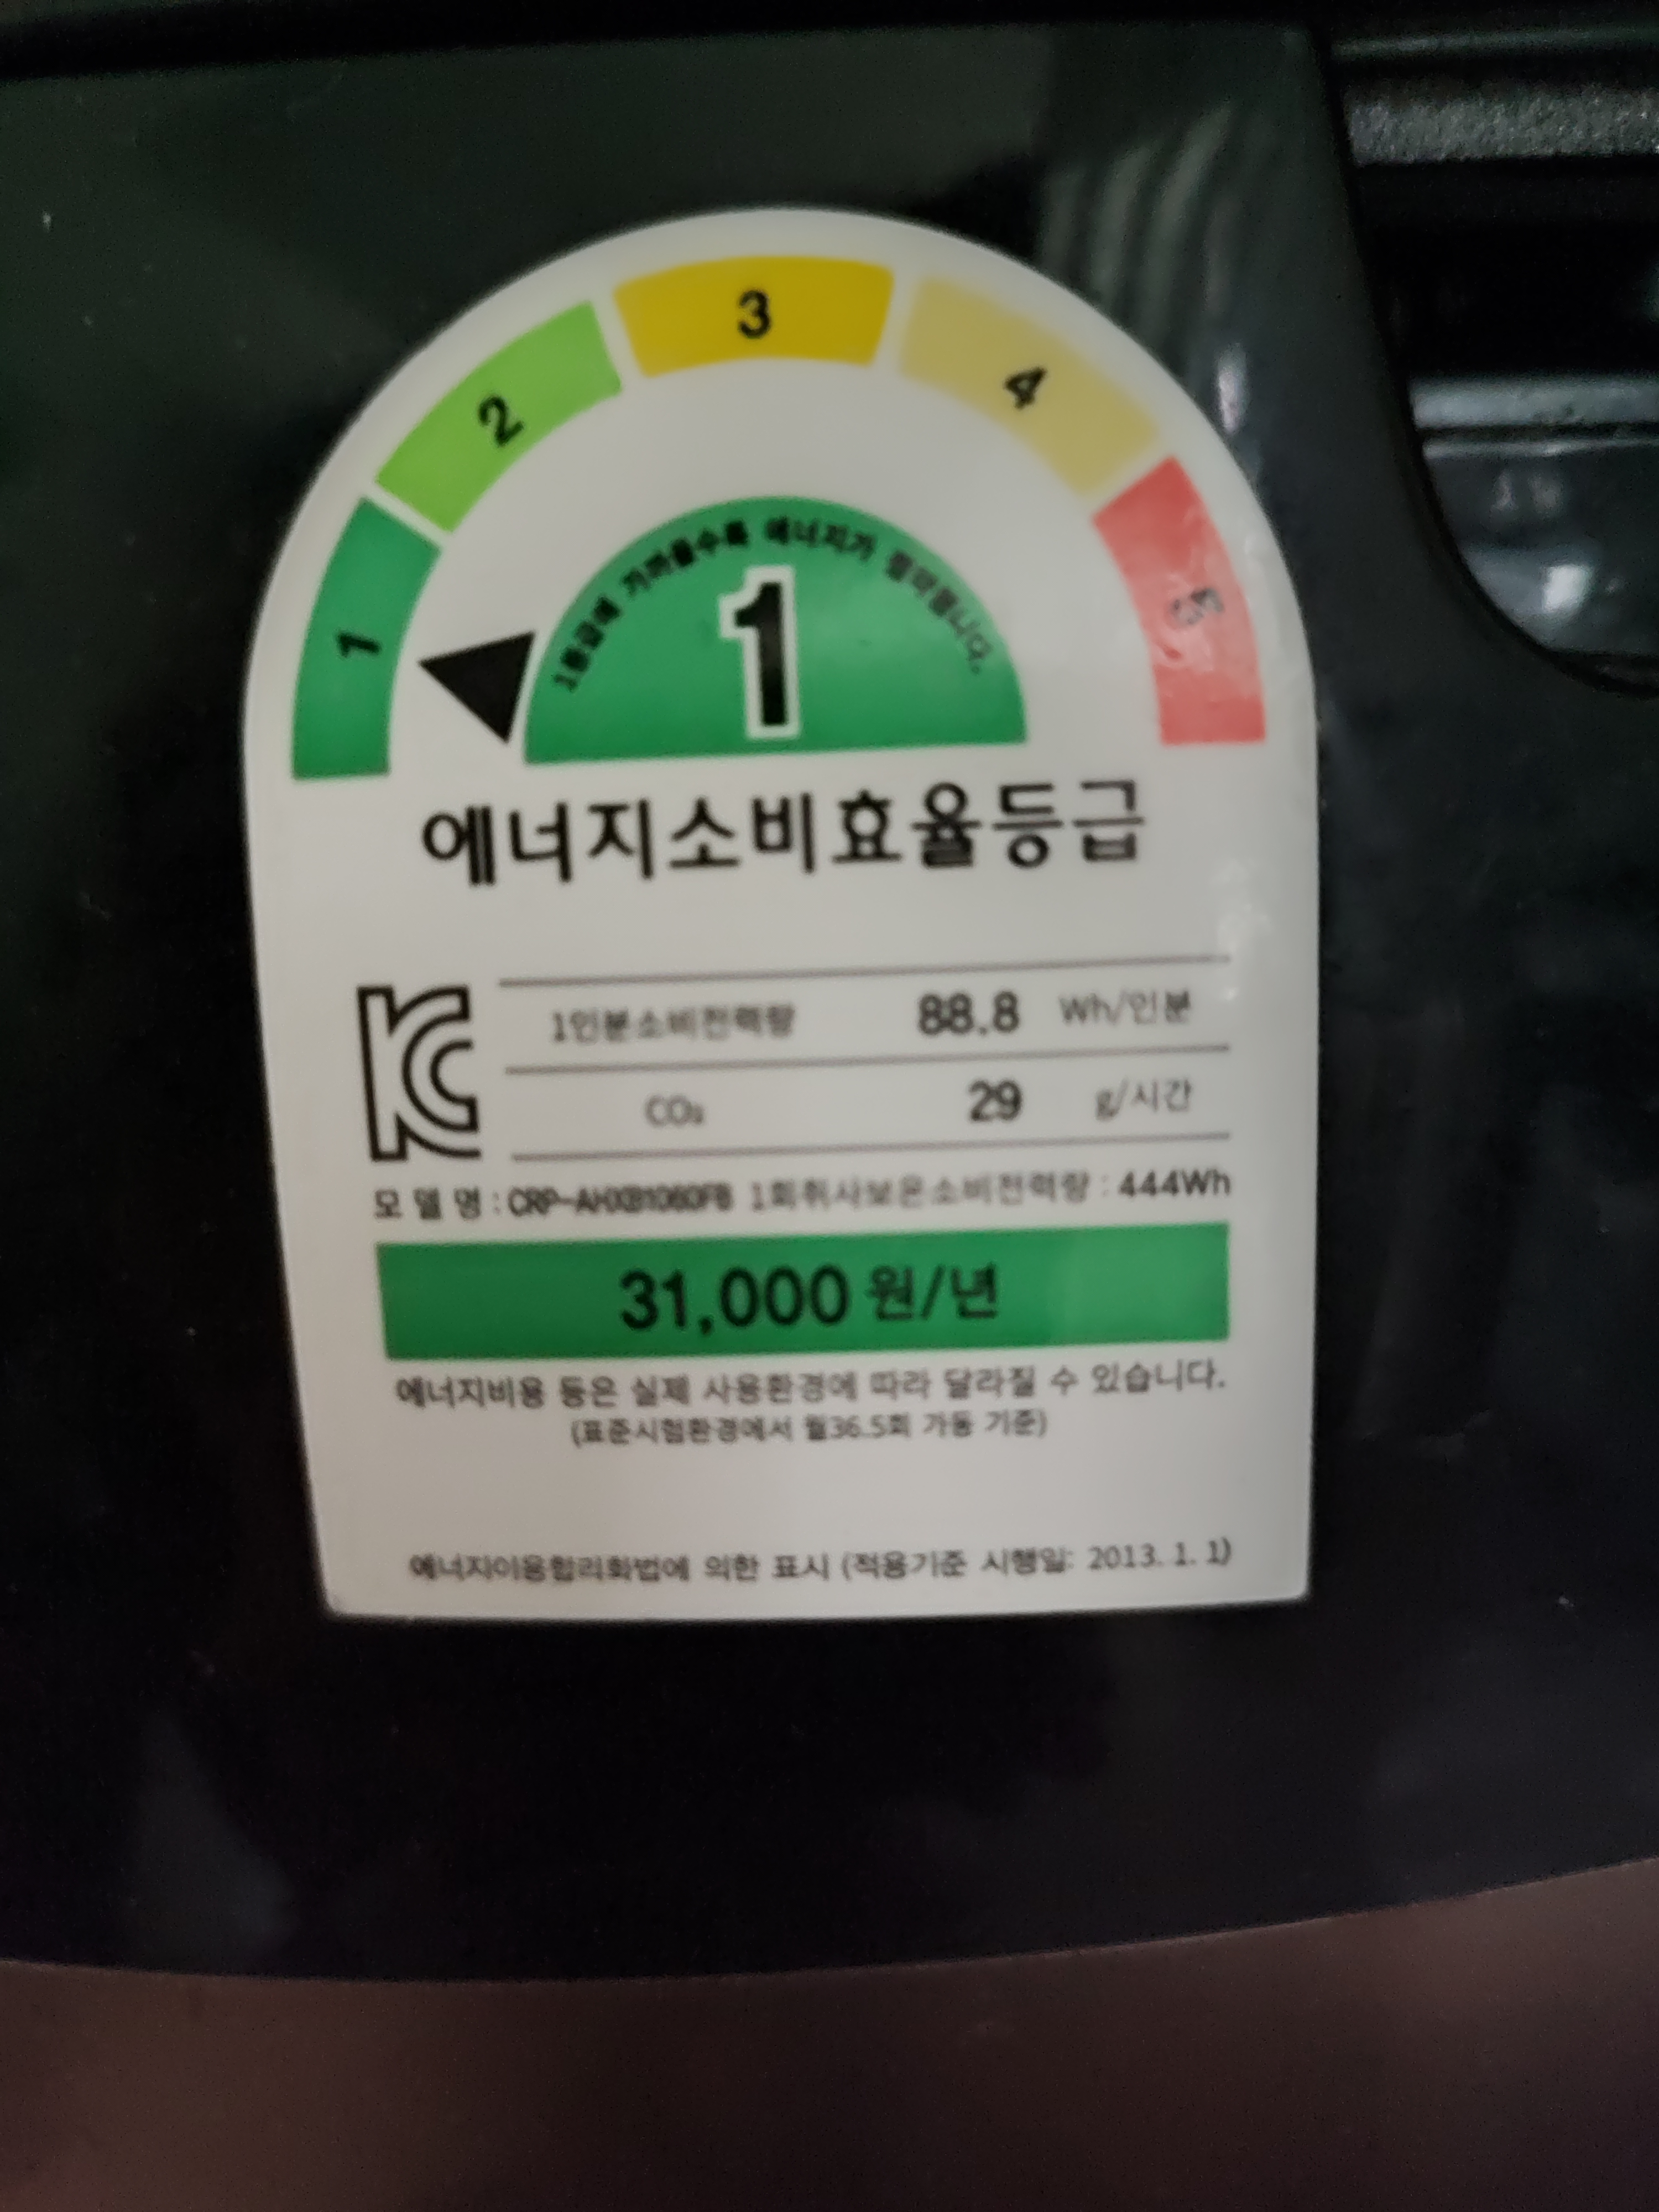 3
2
4
1
5
1등급에 가까울수록 에너지가 절약됩니다.
1
에너지소비효율등급
1인분소비전력량 88.8 Wh/인분
CO₂ 29 g/시간
모델명 : CRP-AHXB1060FB 1회취사보온소비전력량 : 444Wh
31,000 원/년
에너지비용 등은 실제 사용환경에 따라 달라질 수 있습니다.
(표준시험환경에서 월36.5회 가동 기준)
에너지이용합리화법에 의한 표시 (적용기준 시행일: 2013. 1. 1)